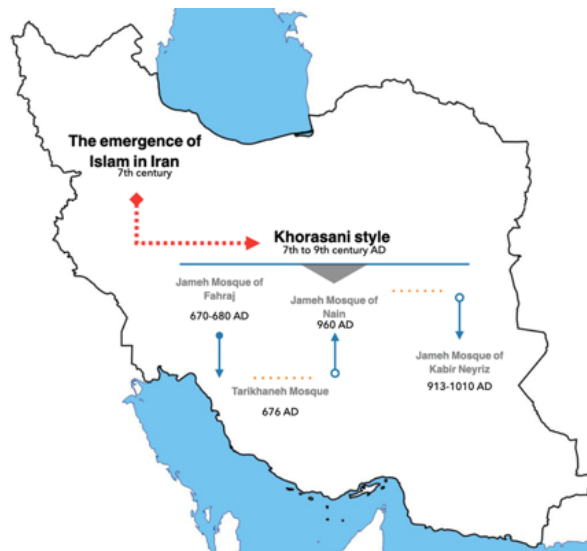 The emergence of
Islam in Iran
7th century
Khorasani style
7th to 9th century AD
Jameh Mosque of
Fahraj
670-680 AD
Jameh Mosque of
Nain
960 AD
Tarikhaneh Mosque
676 AD
Jameh Mosque of
Kabir Neyriz
913-1010 AD